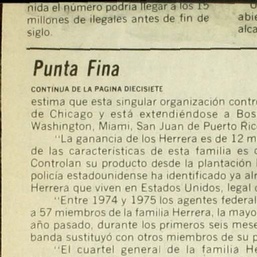 nida el número podría llegar a los 15
millones de ilegales antes de fin de
siglo.
abie
alca
Punta Fina
CONTINUA DE LA PAGINA DIECISIETE
estima que esta singular organización contr
de Chicago y está extendiéndose a Bos
Washington, Miami, San Juan de Puerto Ric
"La ganancia de los Herrera es de 12 m
de las características de esta familia es c
Controlan su producto desde la plantación
policía estadounidense ha identificado ya al
Herrera que viven en Estados Unidos, legal o
"Entre 1974 y 1975 los agentes federal
a 57 miembros de la familia Herrera, la mayo
año pasado, durante los primeros seis mese
banda sustituyó con otros miembros de su p
"El cuartel general de la familia He